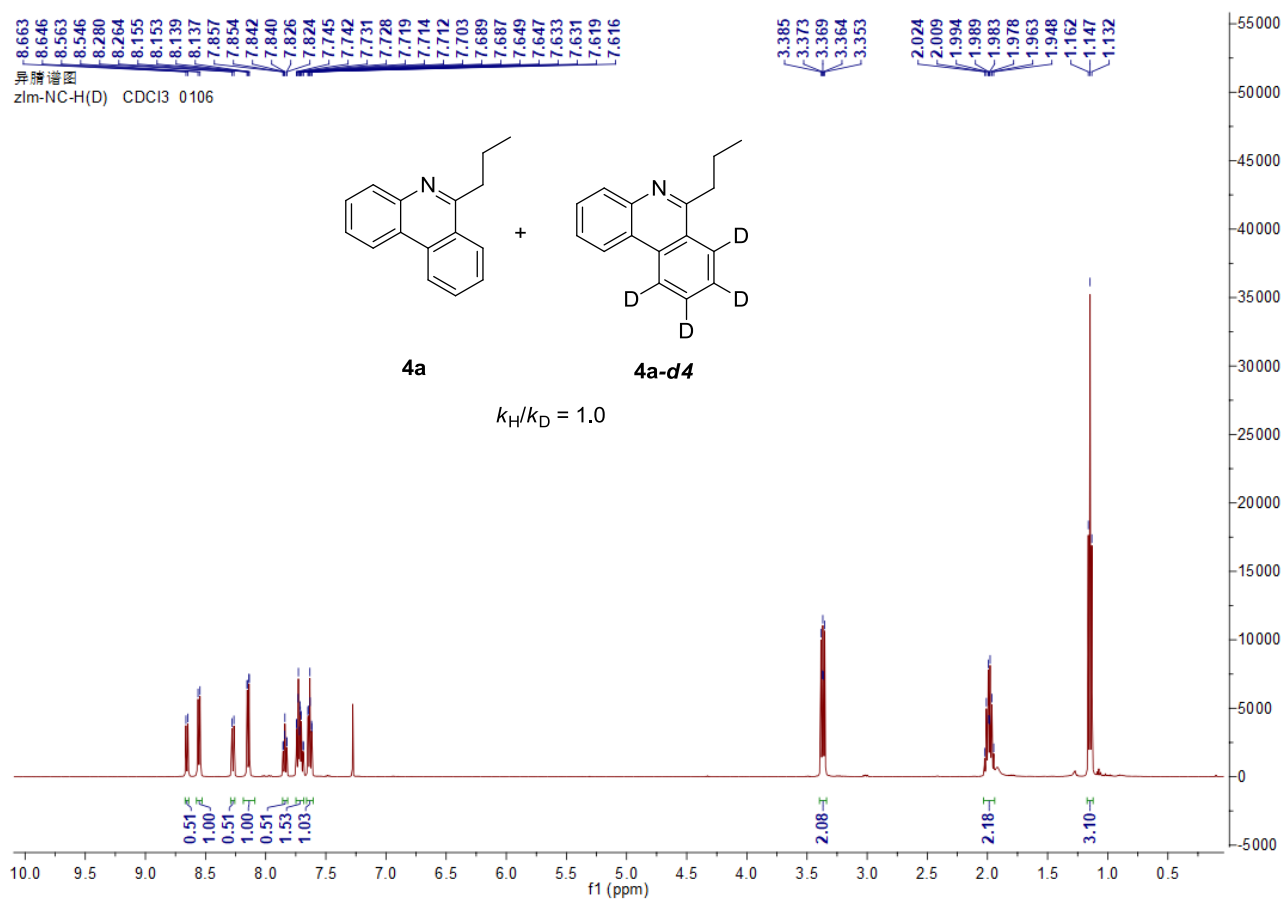 8.663 8.646 8.563 8.546 8.280 8.264 8.155 8.153 8.139 8.137 7.857 7.854 7.842 7.840 7.826 7.824 7.745 7.742 7.731 7.728 7.719 7.714 7.712 7.703 7.689 7.687 7.649 7.647 7.633 7.631 7.619 7.616
3.385 3.373 3.369 3.364 3.353
2.024 2.009 1.994 1.989 1.983 1.978 1.963 1.948 1.162 1.147 1.132
异腈谱图
zlm-NC-H(D) CDCl3 0106
N
N
+
D
D
D
D
4a
4a-d4
kH/kD = 1.0
55000
50000
45000
40000
35000
30000
25000
20000
15000
10000
5000
0
-5000
0.51 1.00 0.51 1.00 0.51 1.53 1.03 2.08 2.18 3.10
10.0 9.5 9.0 8.5 8.0 7.5 7.0 6.5 6.0 5.5 5.0 4.5 4.0 3.5 3.0 2.5 2.0 1.5 1.0 0.5
f1 (ppm)